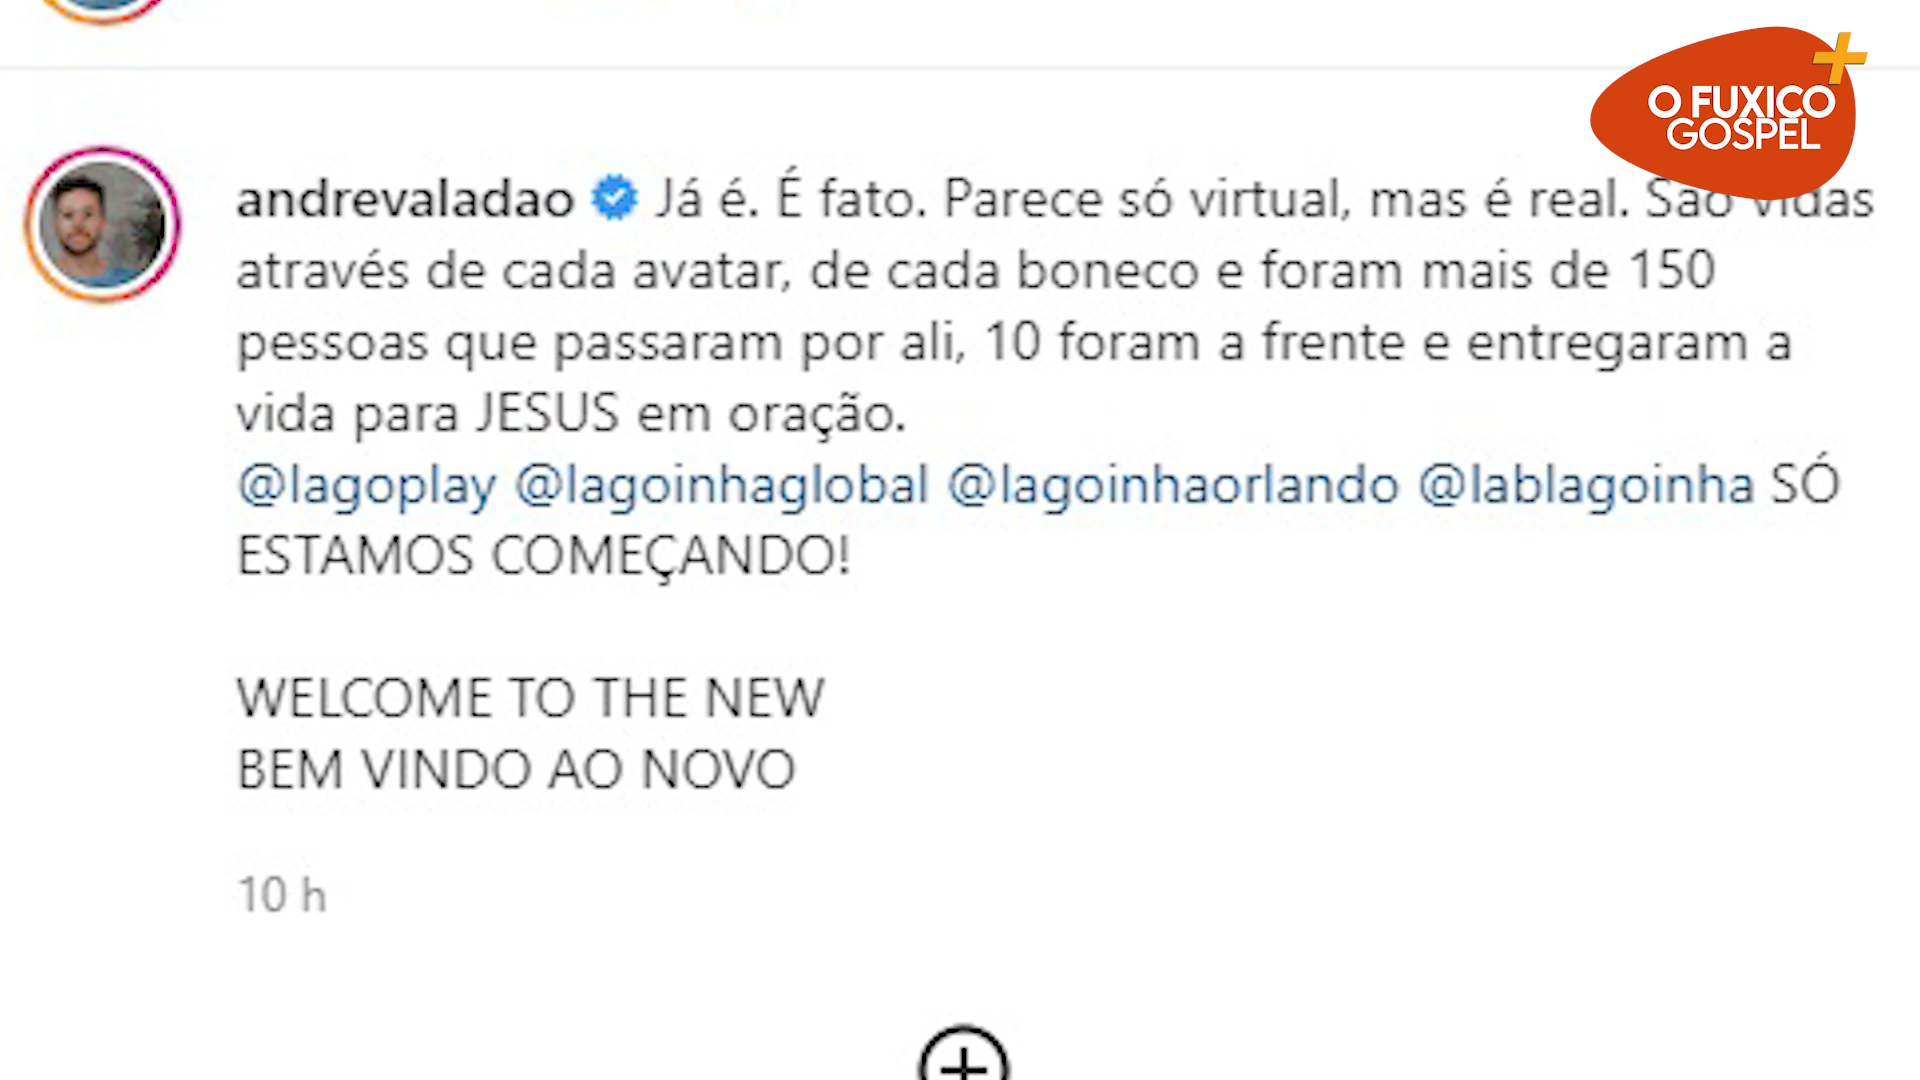 O FUXICO
GOSPEL
andrevaladao Já é. É fato. Parece só virtual, mas é real. São vidas
através de cada avatar, de cada boneco e foram mais de 150
pessoas que passaram por ali, 10 foram a frente e entregaram a
vida para JESUS em oração.
@lagoplay @lagoinhaglobal @lagoinhaorlando @lablagoinha SÓ
ESTAMOS COMEÇANDO!
WELCOME TO THE NEW
BEM VINDO AO NOVO
10 h